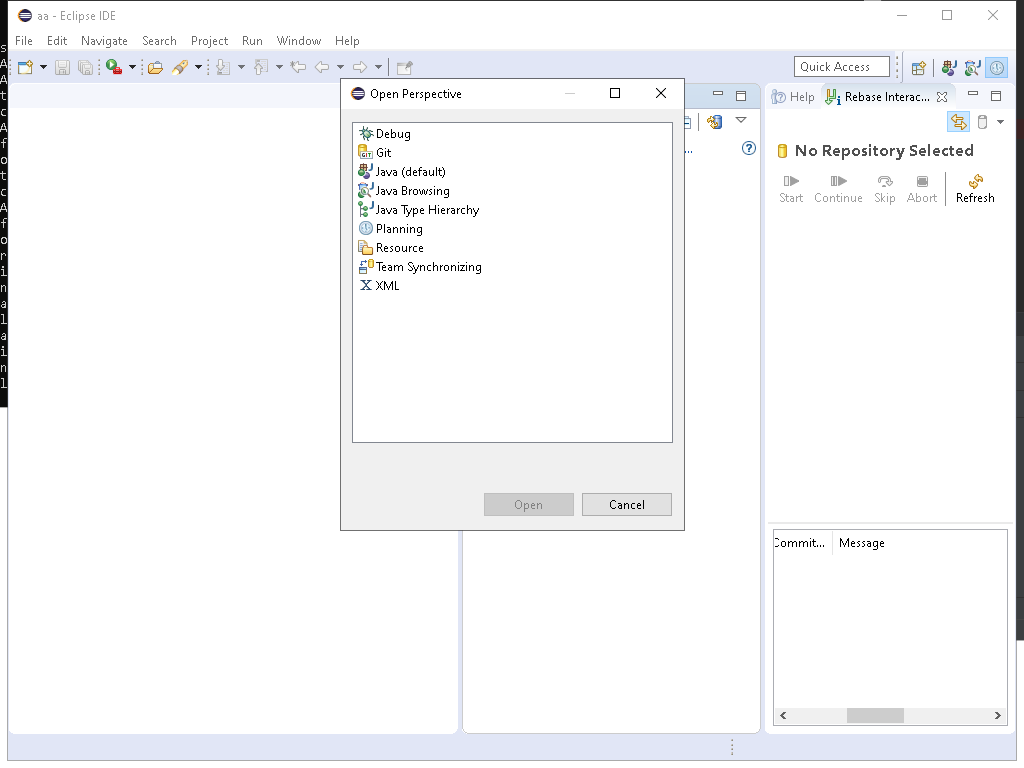 aa - Eclipse IDE
File Edit Navigate Search Project Run Window Help
Quick Access
Open Perspective
Debug
Git
Java (default)
Java Browsing
Java Type Hierarchy
Planning
Resource
Team Synchronizing
XML
Open Cancel
...
Help Rebase Interac...
No Repository Selected
Start Continue Skip Abort Refresh
Commit... Message